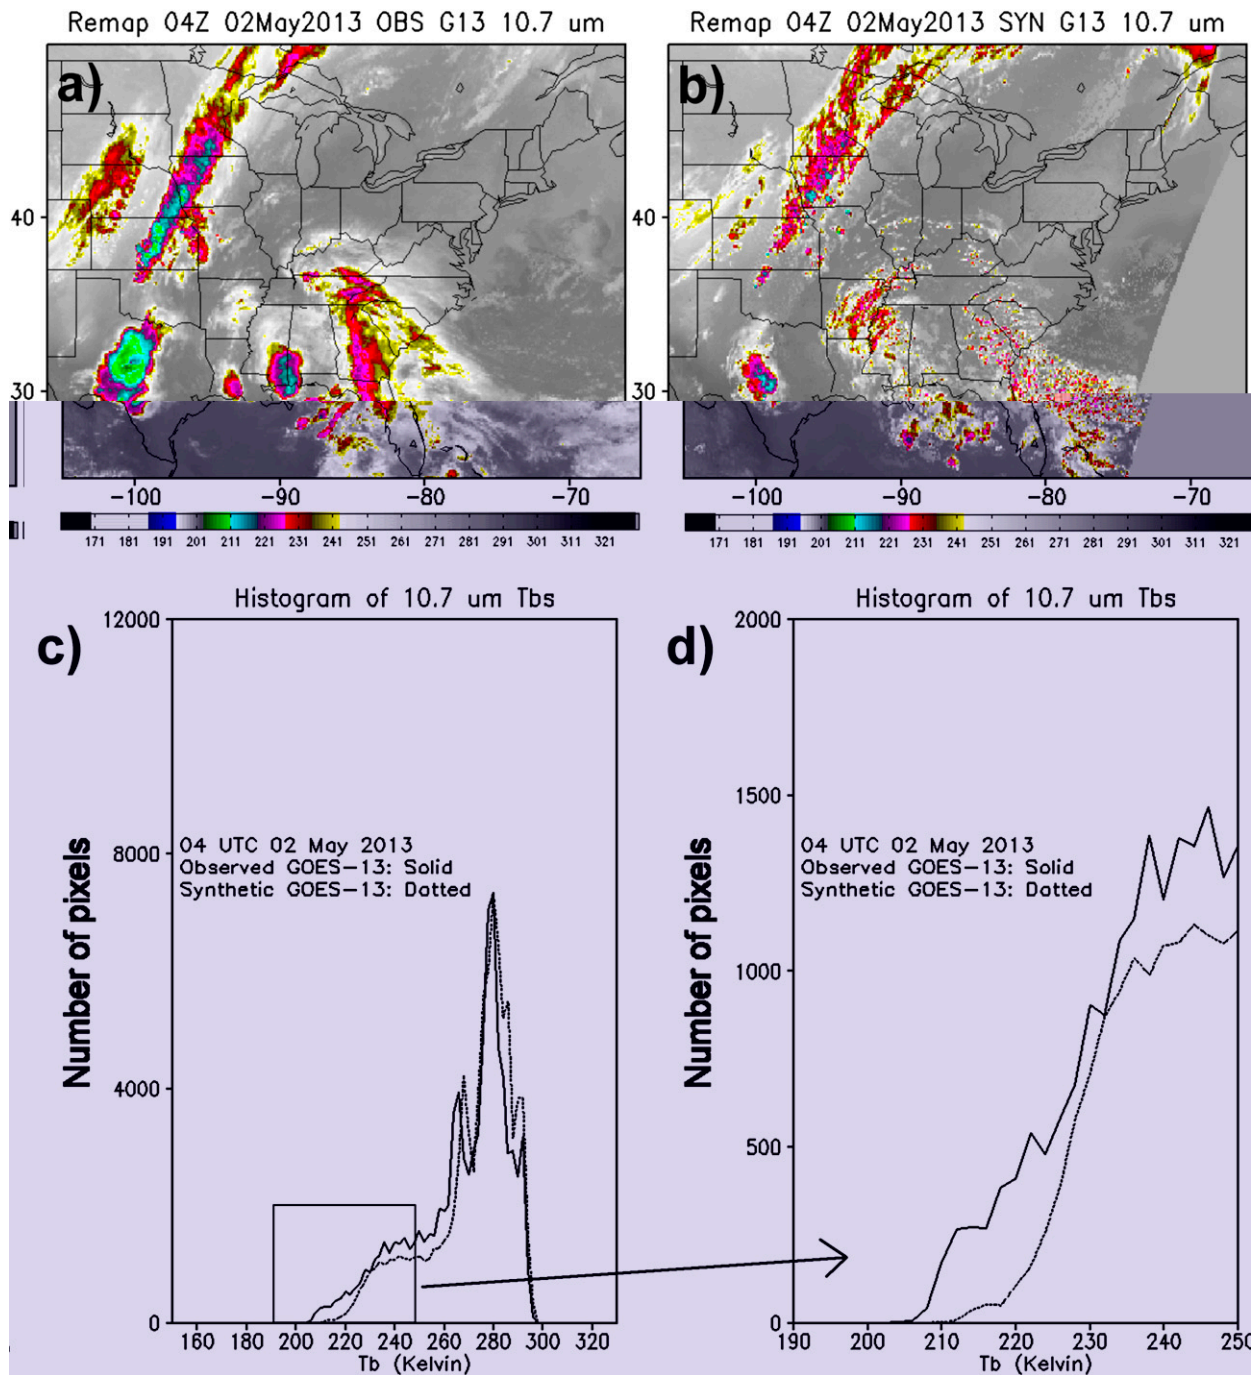 Remap 04Z 02May2013 OBS G13 10.7 um
Remap 04Z 02May2013 SYN G13 10.7 um
a)
b)
40
30
-100 -90 -80 -70
171 181 191 201 211 221 231 241 251 261 271 281 291 301 311 321
40
30
-100 -90 -80 -70
171 181 191 201 211 221 231 241 251 261 271 281 291 301 311 321
Histogram of 10.7 um Tbs
c)
12000
8000
4000
0
Number of pixels
04 UTC 02 May 2013
Observed GOES-13: Solid
Synthetic GOES-13: Dotted
160 180 200 220 240 260 280 300 320
Tb (Kelvin)
Histogram of 10.7 um Tbs
d)
2000
1500
1000
500
0
Number of pixels
04 UTC 02 May 2013
Observed GOES-13: Solid
Synthetic GOES-13: Dotted
190 200 210 220 230 240 250
Tb (Kelvin)